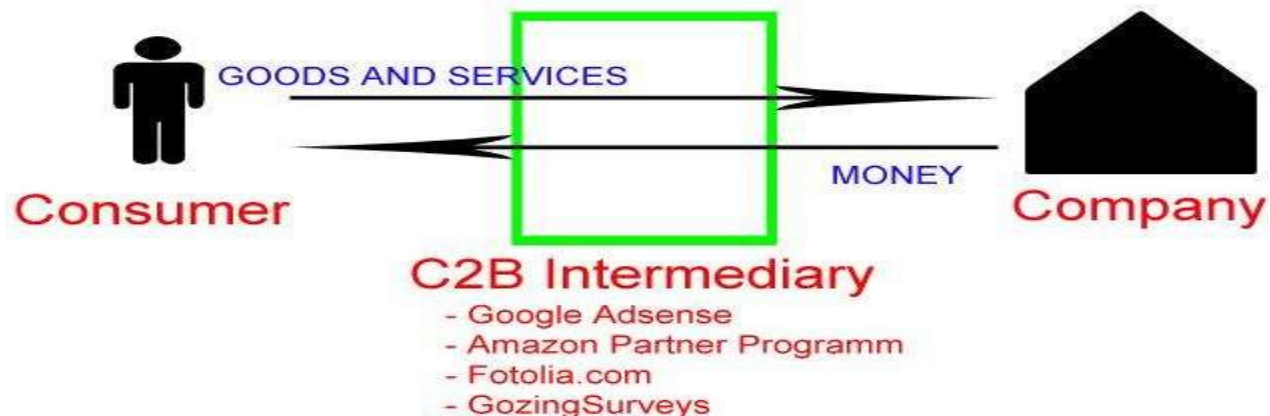 GOODS AND SERVICES
MONEY
Consumer
Company
C2B Intermediary
- Google Adsense
- Amazon Partner Programm
- Fotolia.com
- GozingSurveys